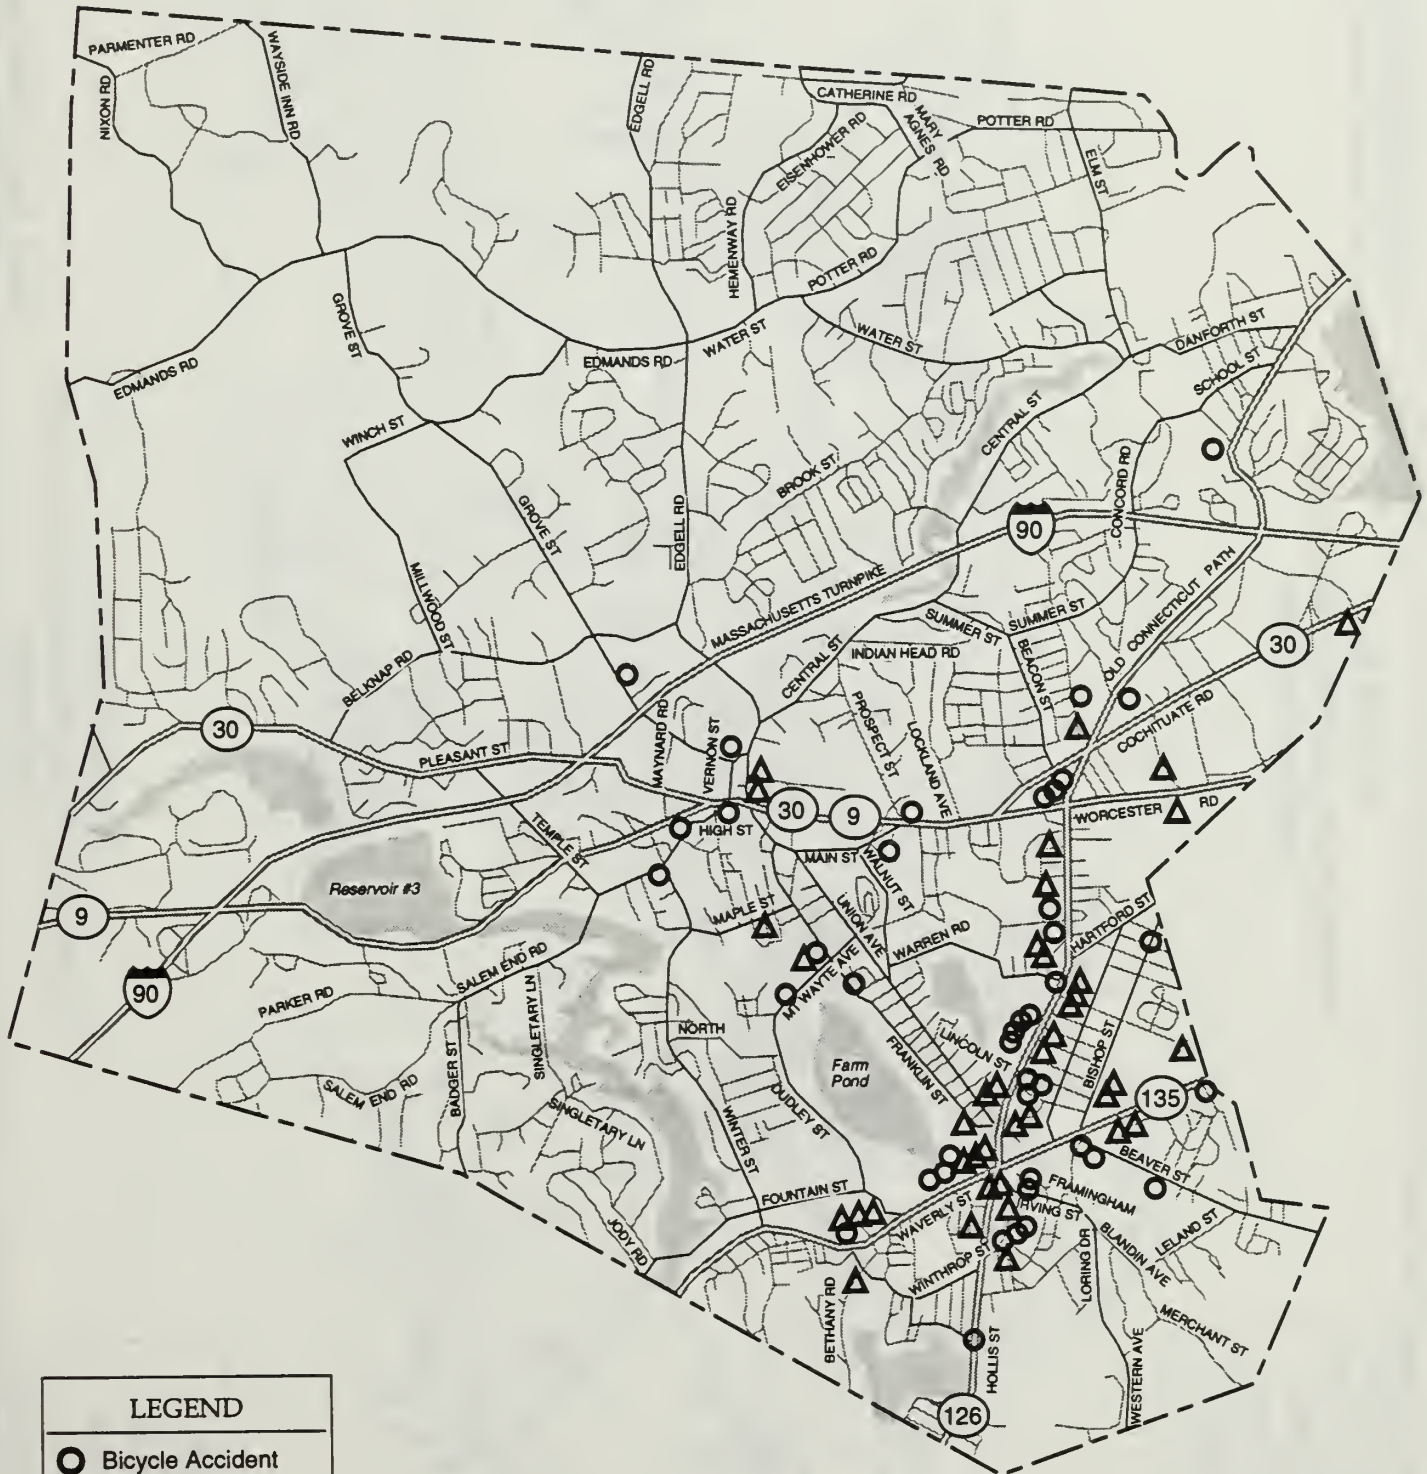 PARMENTER RD
WAYSIDE INN RD
NIXON RD
EDGELL RD
CATHERINE RD
MARY AGNES RD
POTTER RD
EISENHOWER RD
ELM ST
HEMENWAY RD
POTTER RD
GROVE ST
WATER ST
WATER ST
DANFORTH ST
EDMANDS RD
EDMANDS RD
SCHOOL ST
WINCH ST
CENTRAL ST
BROOK ST
CONCORD RD
GROVE ST
EDGELL RD
90
MILLWOOD ST
MASSACHUSETTS TURNPIKE
OLD CONNECTICUT PATH
SUMMER ST
SUMMER ST
BELKNAP RD
CENTRAL ST
INDIAN HEAD RD
BEACON ST
30
30
PLEASANT ST
MAYNARD RD
VERNON ST
PROSPECT ST
LOCKLAND AVE
COCHITUATE RD
TEMPLE ST
HIGH ST
30
9
WORCESTER RD
Reservoir #3
MAIN ST
WALNUT ST
9
MAPLE ST
UNION AVE
HARTFORD ST
WARREN RD
SALEM END RD
MT WAYTE AVE
90
PARKER RD
SINGLETARY LN
NORTH
LINCOLN ST
BISHOP ST
Farm
Pond
FRANKLIN ST
SALEM END RD
BADGER ST
135
SINGLETARY LN
DUDLEY ST
WINTER ST
BEAVER ST
FOUNTAIN ST
FRAMINGHAM
WAVERLY ST
IRVING ST
JODY RD
BLANDIN AVE
LELAND ST
WINTHROP ST
LORING DR
BETHANY RD
MERCHANT ST
HOLLIS ST
WESTERN AVE
126
LEGEND
Bicycle Accident